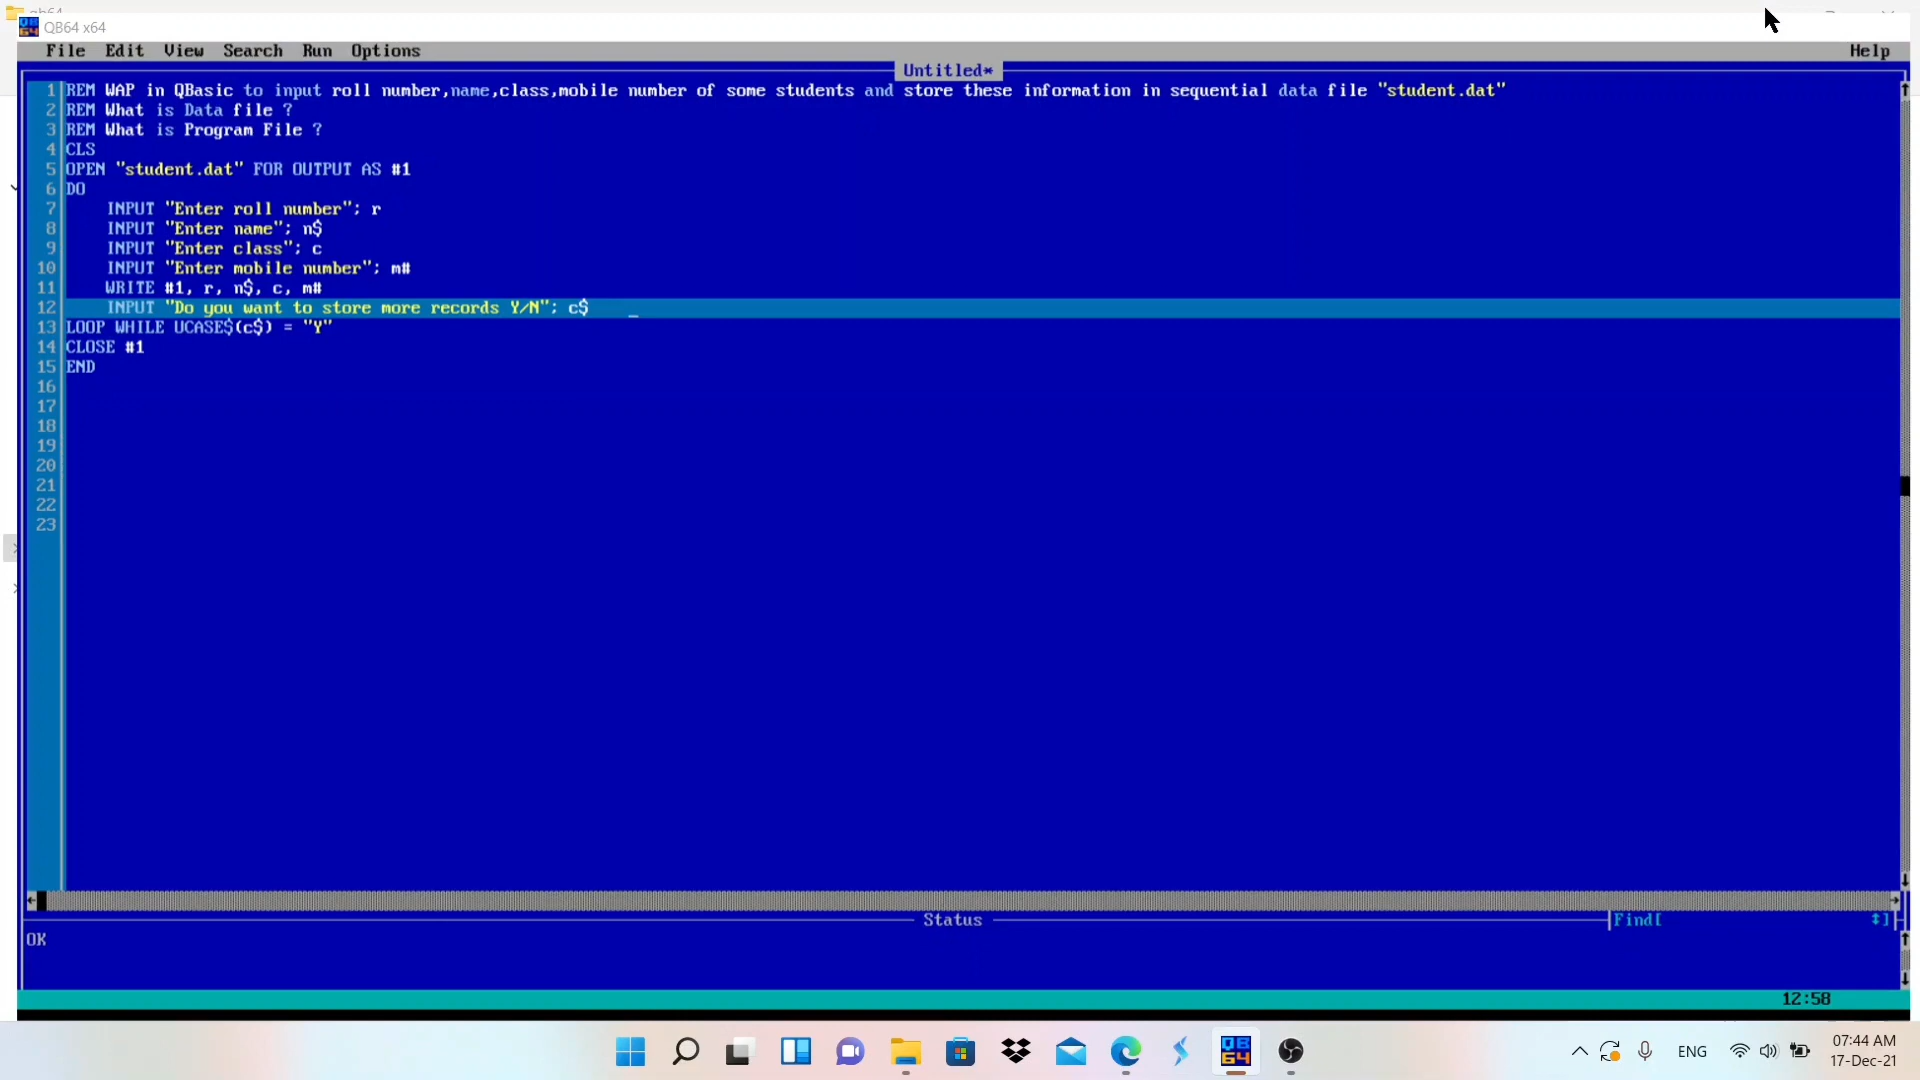 qb64
QB64 x64
File Edit View Search Run Options Help
Untitled*
1 REM WAP in QBasic to input roll number,name,class,mobile number of some students and store these information in sequential data file "student.dat"
2 REM What is Data file ?
3 REM What is Program File ?
4 CLS
5 OPEN "student.dat" FOR OUTPUT AS #1
6 DO
7 INPUT "Enter roll number"; r
8 INPUT "Enter name"; n$
9 INPUT "Enter class"; c
10 INPUT "Enter mobile number"; m#
11 WRITE #1, r, n$, c, m#
12 INPUT "Do you want to store more records Y/N"; c$ _
13 LOOP WHILE UCASE$(c$) = "Y"
14 CLOSE #1
15 END
16
17
18
19
20
21
22
23
Status
Find[ ]
OK
12:58
QB64
ENG
07:44 AM
17-Dec-21